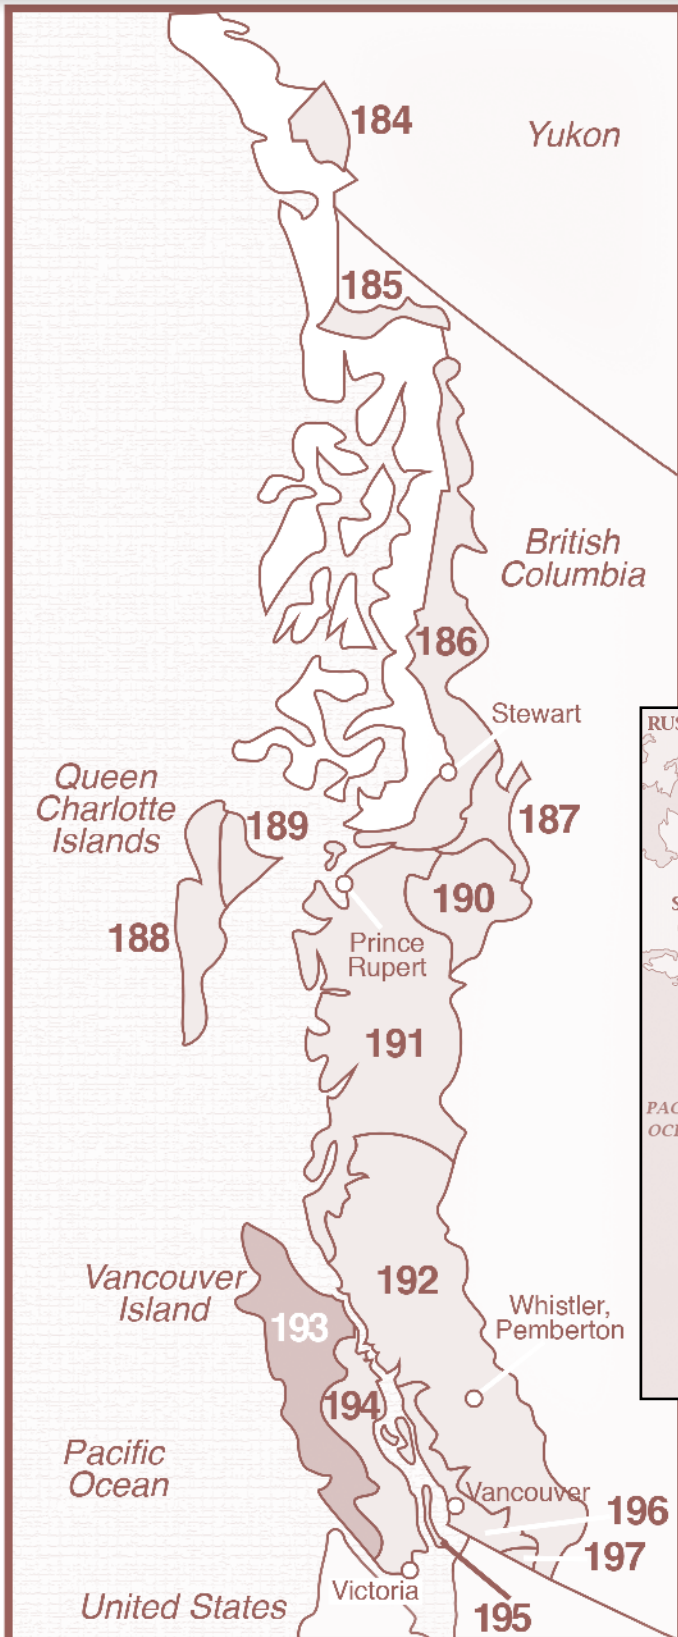 184
Yukon
185
British
Columbia
186
Stewart
Queen
Charlotte
Islands
189
187
188
190
Prince
Rupert
191
PAC
192
Vancouver
Island
193
Whistler,
Pemberton
194
Pacific
Ocean
Vancouver
196
197
Victoria
United States
195